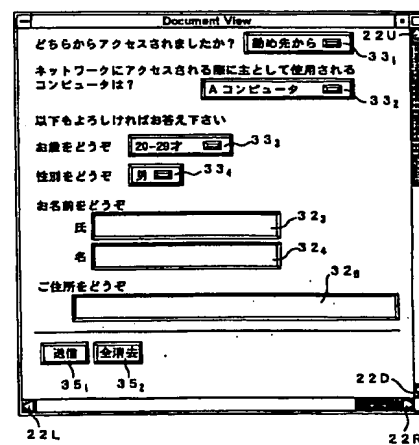 Document View
22U
どちらからアクセスされましたか? 勤め先から 33₁
ネットワークにアクセスされる際に主として使用される
コンピュータは? Aコンピュータ 33₂
以下もよろしければお答え下さい
お歳をどうぞ 20-29才 33₃
性別をどうぞ 男 33₄
お名前をどうぞ
氏 32₃
名 32₄
ご住所をどうぞ 32₅
送信 全消去
35₁ 35₂ 22D
22L 22R